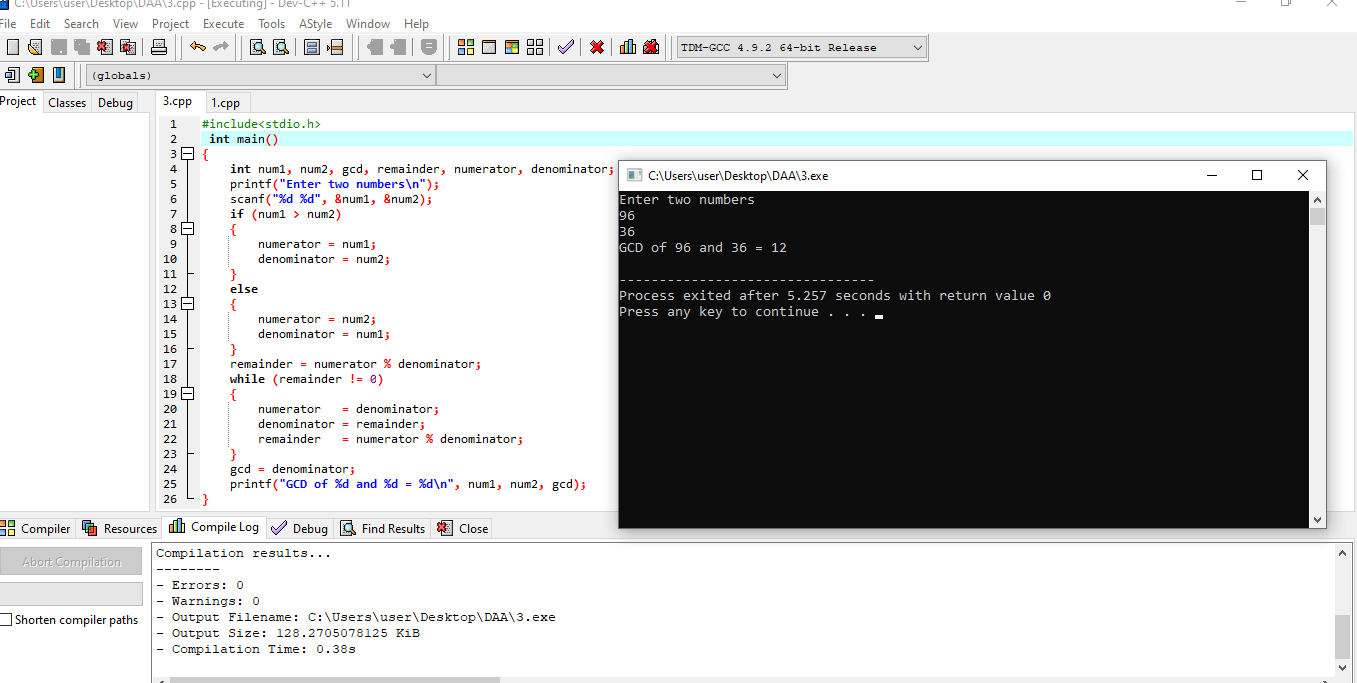 C:\Users\user\Desktop\DAA\3.cpp - [Executing] - Dev-C++ 5.11
File Edit Search View Project Execute Tools AStyle Window Help
TDM-GCC 4.9.2 64-bit Release
(globals)
Project Classes Debug 3.cpp 1.cpp
1 #include<stdio.h>
2 int main()
3 {
4 int num1, num2, gcd, remainder, numerator, denominator;
5 printf("Enter two numbers\n");
6 scanf("%d %d", &num1, &num2);
7 if (num1 > num2)
8 {
9 numerator = num1;
10 denominator = num2;
11 }
12 else
13 {
14 numerator = num2;
15 denominator = num1;
16 }
17 remainder = numerator % denominator;
18 while (remainder != 0)
19 {
20 numerator   = denominator;
21 denominator = remainder;
22 remainder   = numerator % denominator;
23 }
24 gcd = denominator;
25 printf("GCD of %d and %d = %d\n", num1, num2, gcd);
26 }
C:\Users\user\Desktop\DAA\3.exe
Enter two numbers
96
36
GCD of 96 and 36 = 12
--------------------------------
Process exited after 5.257 seconds with return value 0
Press any key to continue . . .
Compiler Resources Compile Log Debug Find Results Close
Abort Compilation
Shorten compiler paths
Compilation results...
--------
- Errors: 0
- Warnings: 0
- Output Filename: C:\Users\user\Desktop\DAA\3.exe
- Output Size: 128.2705078125 KiB
- Compilation Time: 0.38s